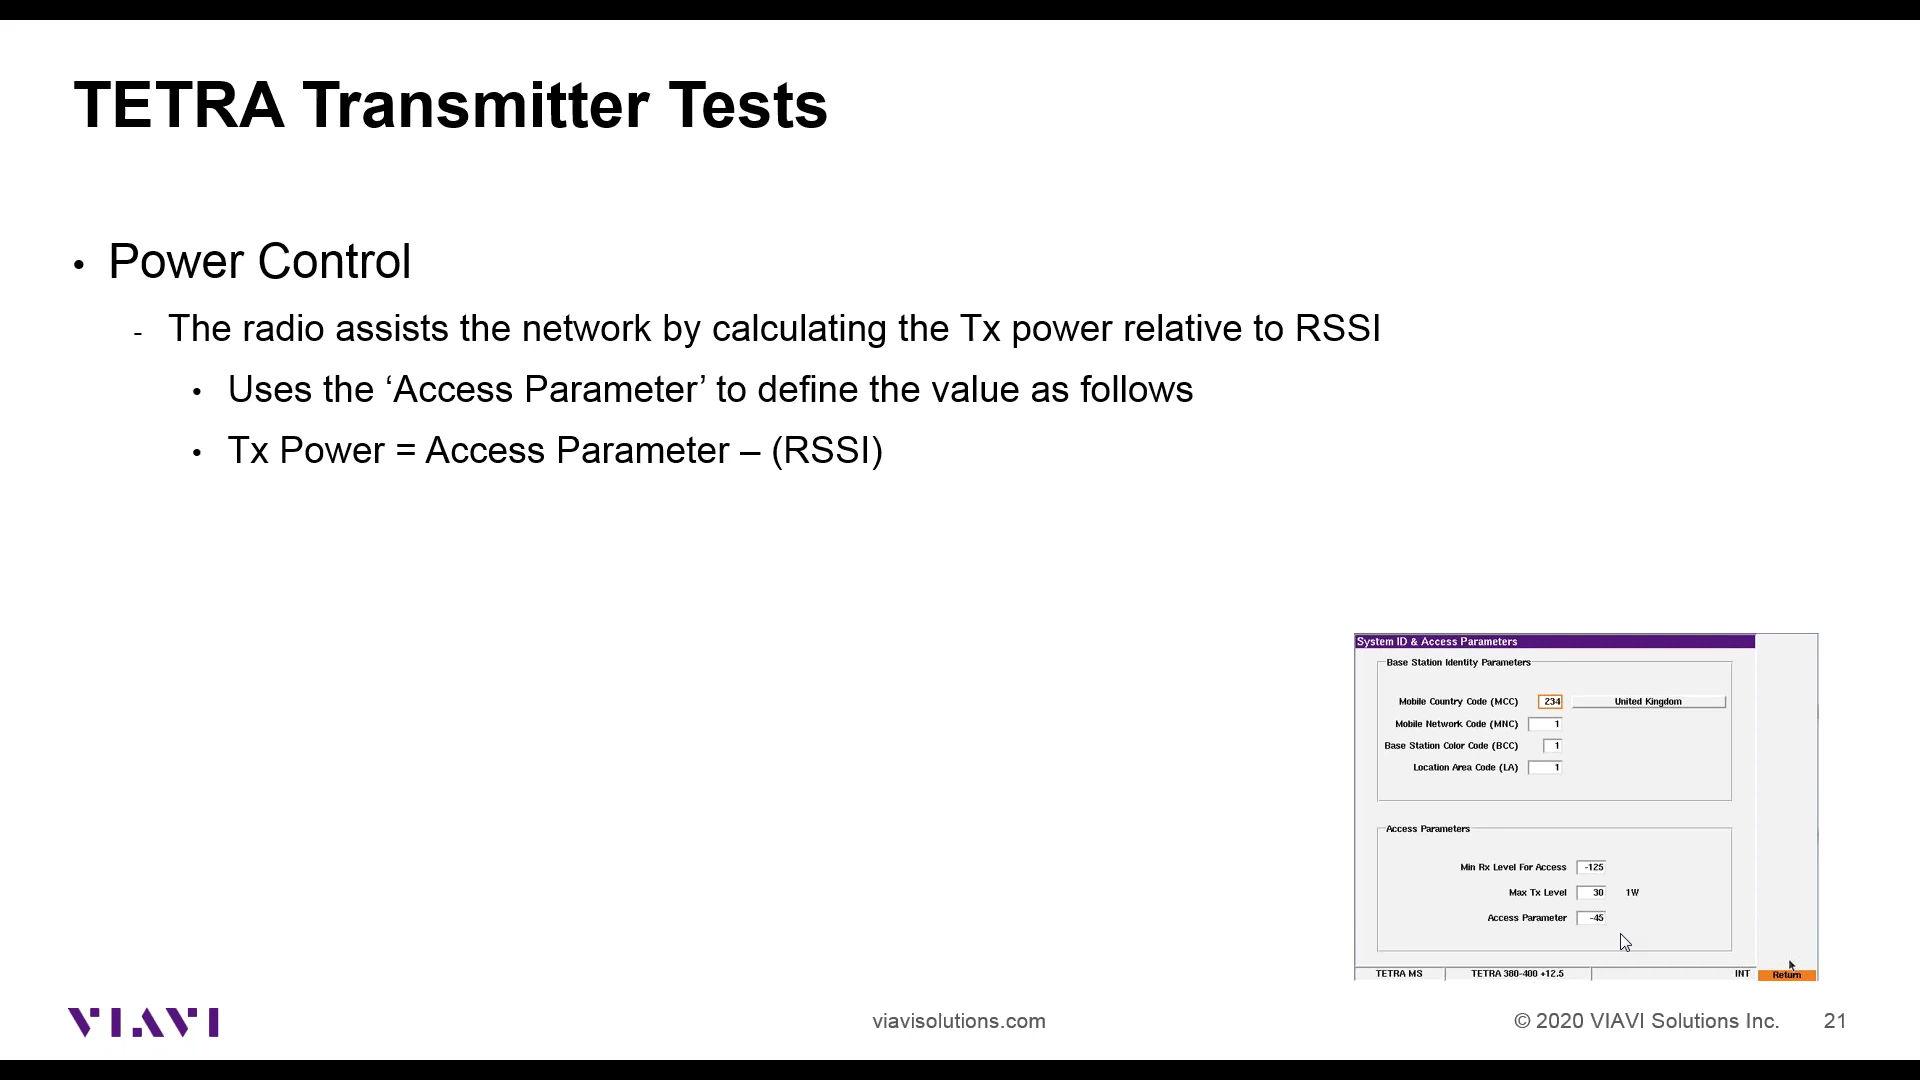 TETRA Transmitter Tests
• Power Control
- The radio assists the network by calculating the Tx power relative to RSSI
• Uses the ‘Access Parameter’ to define the value as follows
• Tx Power = Access Parameter – (RSSI)
System ID & Access Parameters
Base Station Identity Parameters
Mobile Country Code (MCC) 234 United Kingdom
Mobile Network Code (MNC) 1
Base Station Color Code (BCC) 1
Location Area Code (LA) 1
Access Parameters
Min Rx Level For Access -125
Max Tx Level 30 1W
Access Parameter -45
TETRA MS TETRA 380-400 +12.5 INT Return
VIAVI viavisolutions.com © 2020 VIAVI Solutions Inc. 21